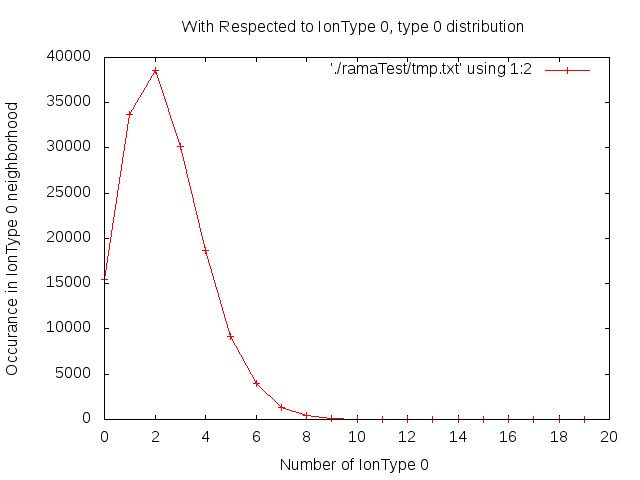 With Respected to IonType 0, type 0 distribution
'./ramaTest/tmp.txt' using 1:2
Occurance in IonType 0 neighborhood
40000
35000
30000
25000
20000
15000
10000
5000
0
0 2 4 6 8 10 12 14 16 18 20
Number of IonType 0